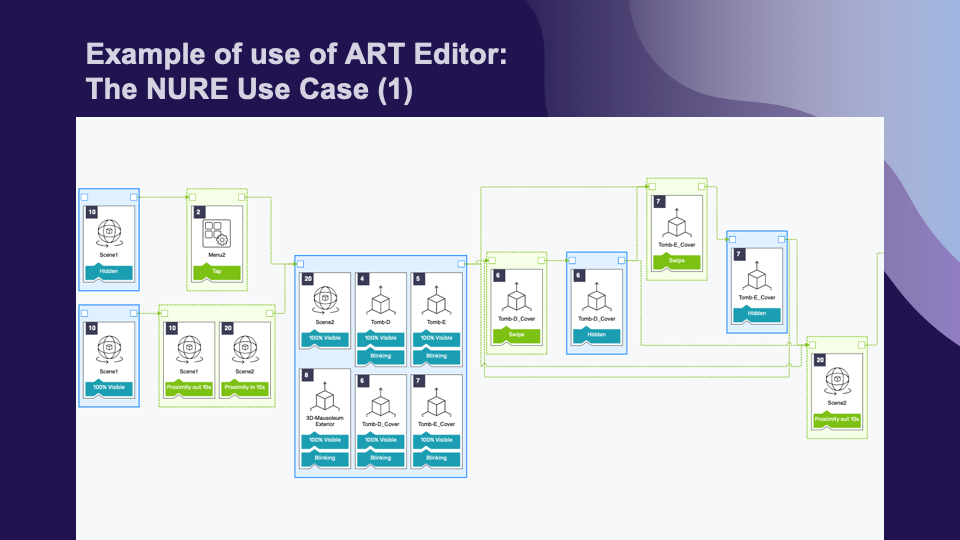 Example of use of ART Editor:
The NURE Use Case (1)
10
Scene1
Hidden
2
Menu2
Tap
10
Scene1
100% Visible
10
Scene1
Proximity out 10s
20
Scene2
Proximity in 10s
20
Scene2
100% Visible
4
Tomb-D
100% Visible
Blinking
5
Tomb-E
100% Visible
Blinking
8
3D-Mausoleum
Exterior
100% Visible
Blinking
6
Tomb-D_Cover
100% Visible
Blinking
7
Tomb-E_Cover
100% Visible
Blinking
6
Tomb-D_Cover
Swipe
6
Tomb-D_Cover
Hidden
7
Tomb-E_Cover
Swipe
7
Tomb-E_Cover
Hidden
20
Scene2
Proximity out 10s